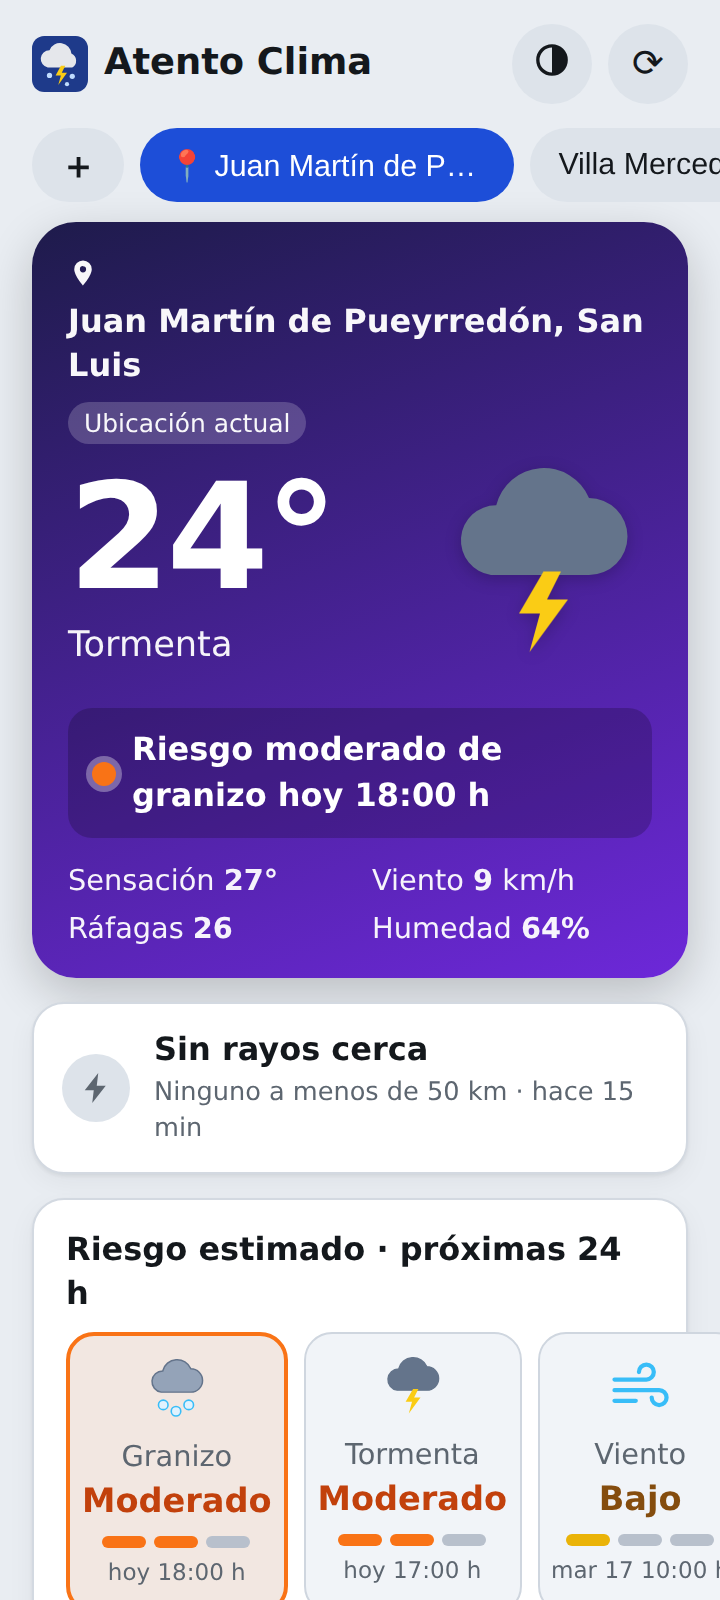 Atento Clima
+
Juan Martín de P…
Villa Merced
Juan Martín de Pueyrredón, San
Luis
Ubicación actual
24°
Tormenta
Riesgo moderado de
granizo hoy 18:00 h
Sensación 27°
Viento 9 km/h
Ráfagas 26
Humedad 64%
Sin rayos cerca
Ninguno a menos de 50 km · hace 15
min
Riesgo estimado · próximas 24
h
Granizo
Moderado
hoy 18:00 h
Tormenta
Moderado
hoy 17:00 h
Viento
Bajo
mar 17 10:00 h